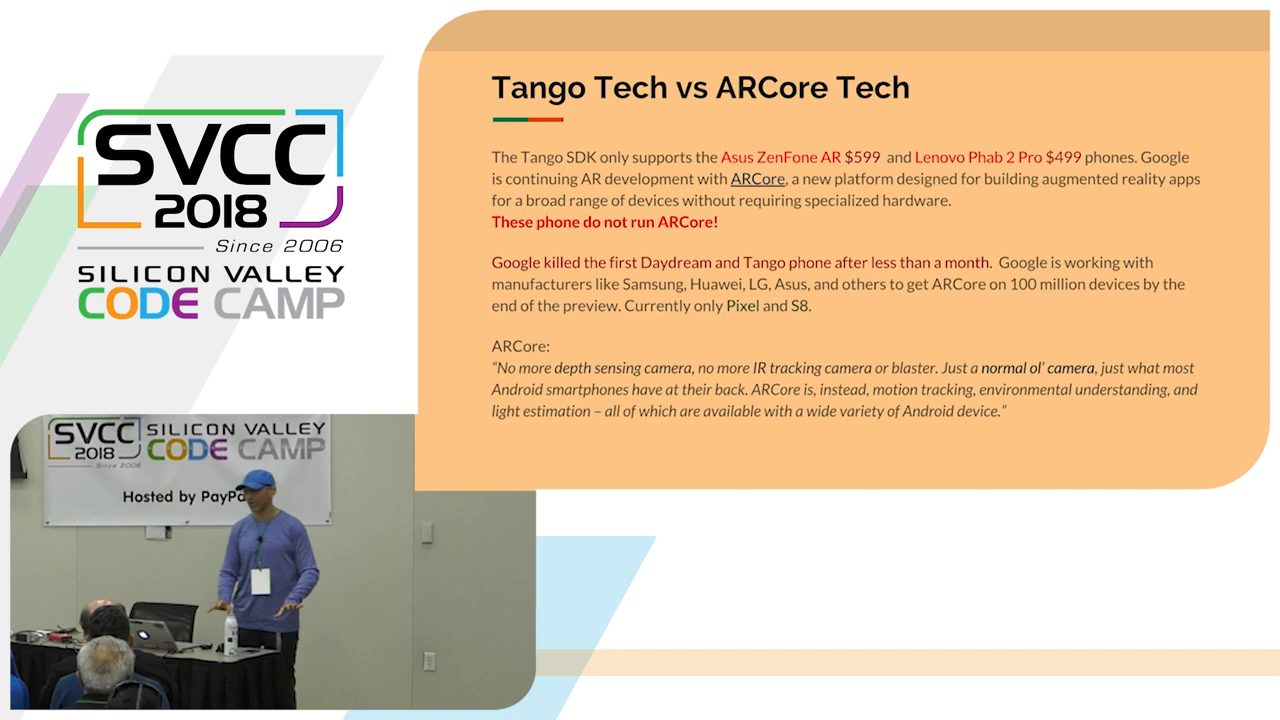 SVCC
2018
Since 2006
SILICON VALLEY
CODE CAMP
Tango Tech vs ARCore Tech
The Tango SDK only supports the Asus ZenFone AR $599 and Lenovo Phab 2 Pro $499 phones. Google
is continuing AR development with ARCore, a new platform designed for building augmented reality apps
for a broad range of devices without requiring specialized hardware.
These phone do not run ARCore!
Google killed the first Daydream and Tango phone after less than a month. Google is working with
manufacturers like Samsung, Huawei, LG, Asus, and others to get ARCore on 100 million devices by the
end of the preview. Currently only Pixel and S8.
ARCore:
“No more depth sensing camera, no more IR tracking camera or blaster. Just a normal ol’ camera, just what most
Android smartphones have at their back. ARCore is, instead, motion tracking, environmental understanding, and
light estimation – all of which are available with a wide variety of Android device.”
SVCC
2018
Since 2006
SILICON VALLEY
CODE CAMP
Hosted by PayPa